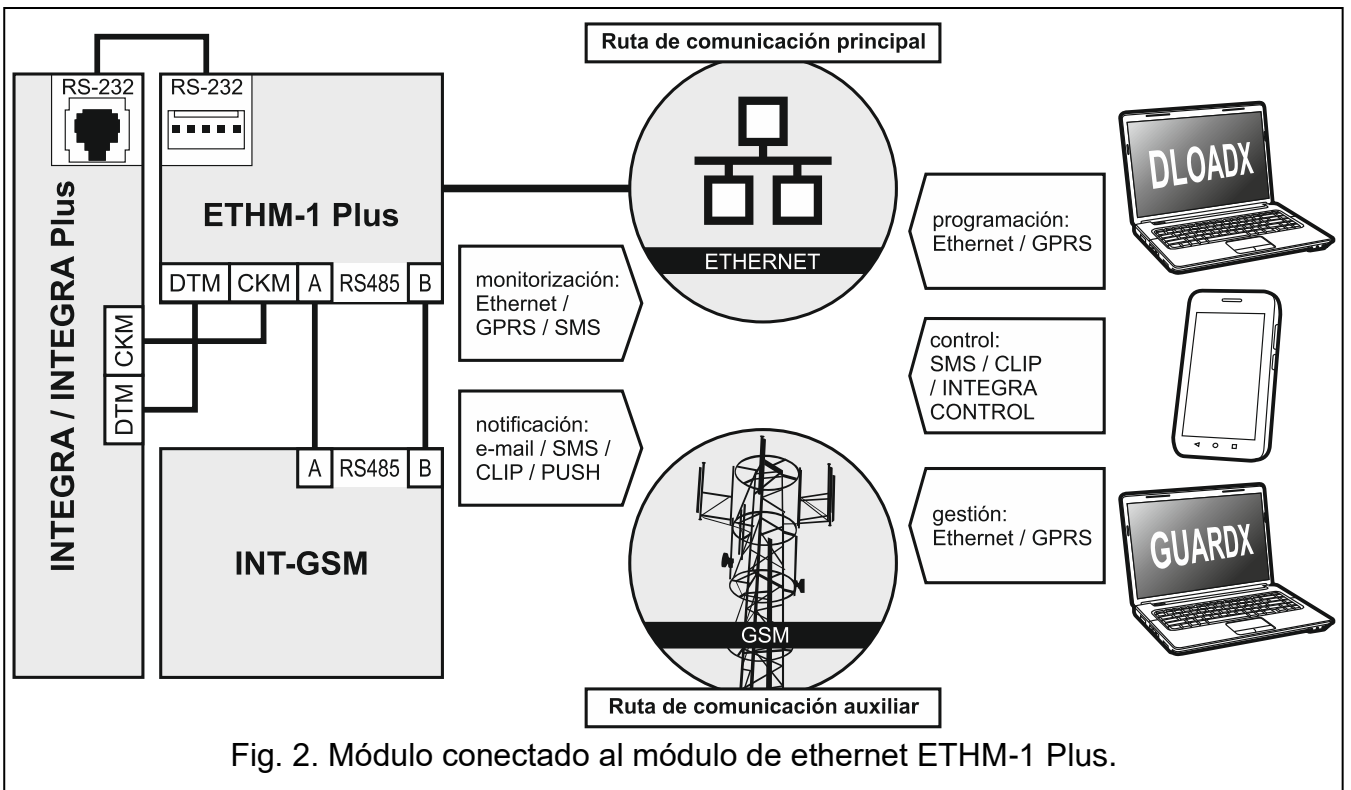 Ruta de comunicación principal
RS-232
RS-232
ETHM-1 Plus
DTM
CKM
A
RS485
B
INTEGRA / INTEGRA Plus
CKM
DTM
A
RS485
B
INT-GSM
ETHERNET
monitorización:
Ethernet /
GPRS / SMS
notificación:
e-mail / SMS /
CLIP / PUSH
GSM
Ruta de comunicación auxiliar
programación:
Ethernet / GPRS
control:
SMS / CLIP
/ INTEGRA
CONTROL
gestión:
Ethernet / GPRS
DLOADX
GUARDX
Fig. 2. Módulo conectado al módulo de ethernet ETHM-1 Plus.